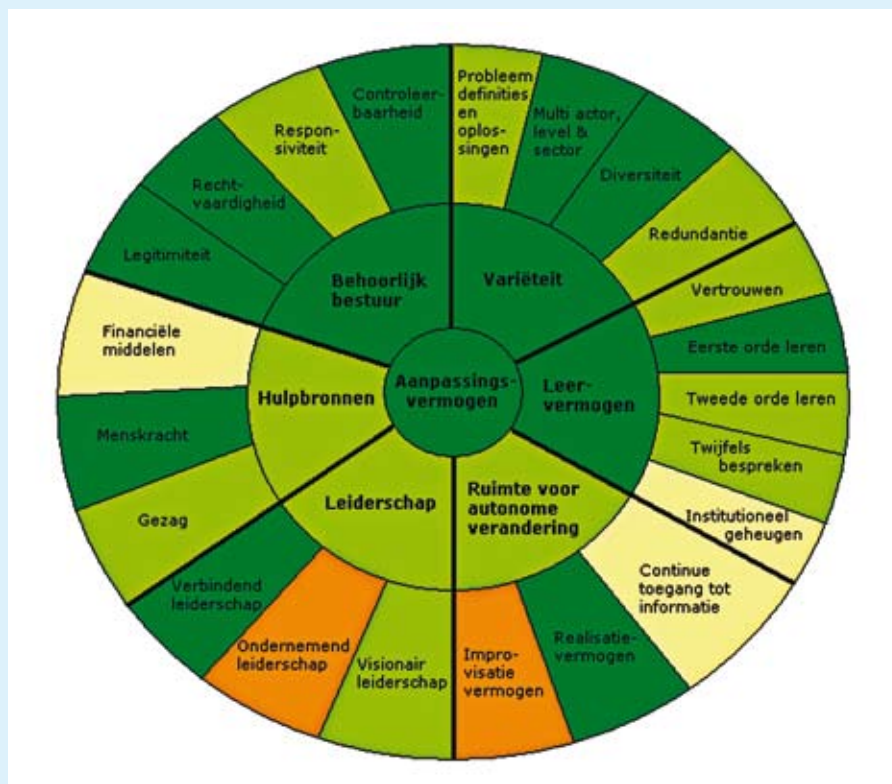 Probleem
definities
en
oplos-
singen
Multi actor,
level &
sector
Diversiteit
Redundantie
Vertrouwen
Eerste orde leren
Tweede orde leren
Twijfels
bespreken
Institutioneel
geheugen
Continue
toegang tot
informatie
Realisatie-
vermogen
Impro-
visatie
vermogen
Visionair
leiderschap
Ondernemend
leiderschap
Verbindend
leiderschap
Gezag
Menskracht
Financiële
middelen
Legitimiteit
Recht-
vaardigheid
Respon-
siviteit
Controleer-
baarheid
Variëteit
Leer-
vermogen
Ruimte voor
autonome
verandering
Leiderschap
Hulpbronnen
Behoorlijk
bestuur
Aanpassings-
vermogen